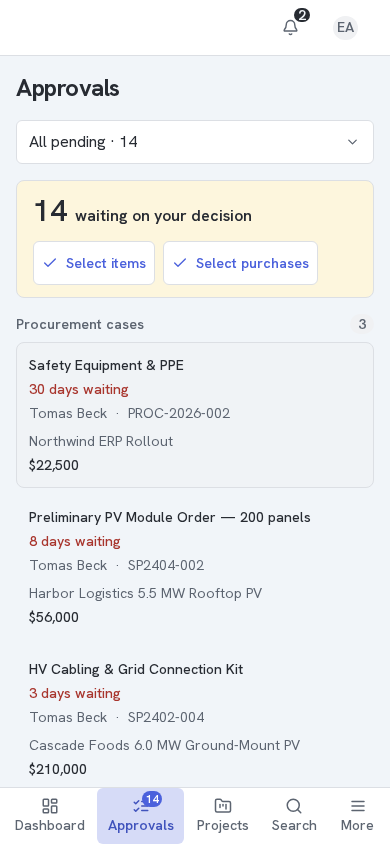 2
EA
Approvals
All pending · 14
14 waiting on your decision
Select items
Select purchases
Procurement cases 3
Safety Equipment & PPE
30 days waiting
Tomas Beck · PROC-2026-002
Northwind ERP Rollout
$22,500
Preliminary PV Module Order — 200 panels
8 days waiting
Tomas Beck · SP2404-002
Harbor Logistics 5.5 MW Rooftop PV
$56,000
HV Cabling & Grid Connection Kit
3 days waiting
Tomas Beck · SP2402-004
Cascade Foods 6.0 MW Ground-Mount PV
$210,000
14
Dashboard Approvals Projects Search More